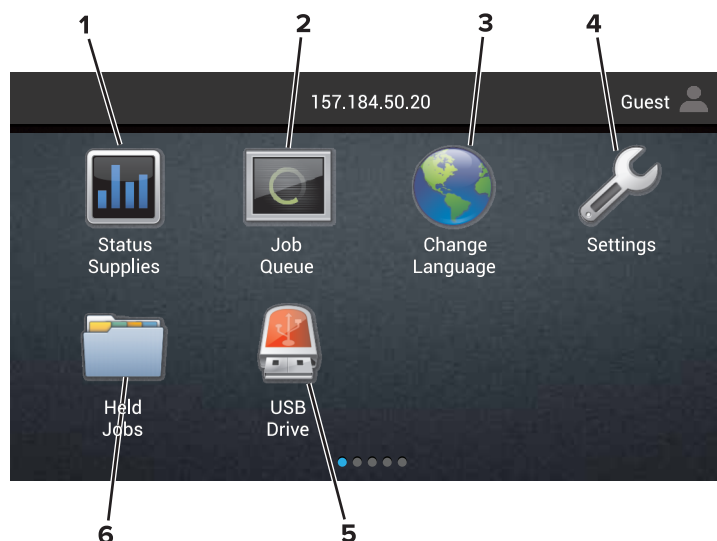 1 2 3 4
157.184.50.20 Guest
Status Job Change Settings
Supplies Queue Language
Held USB
Jobs Drive
6 5